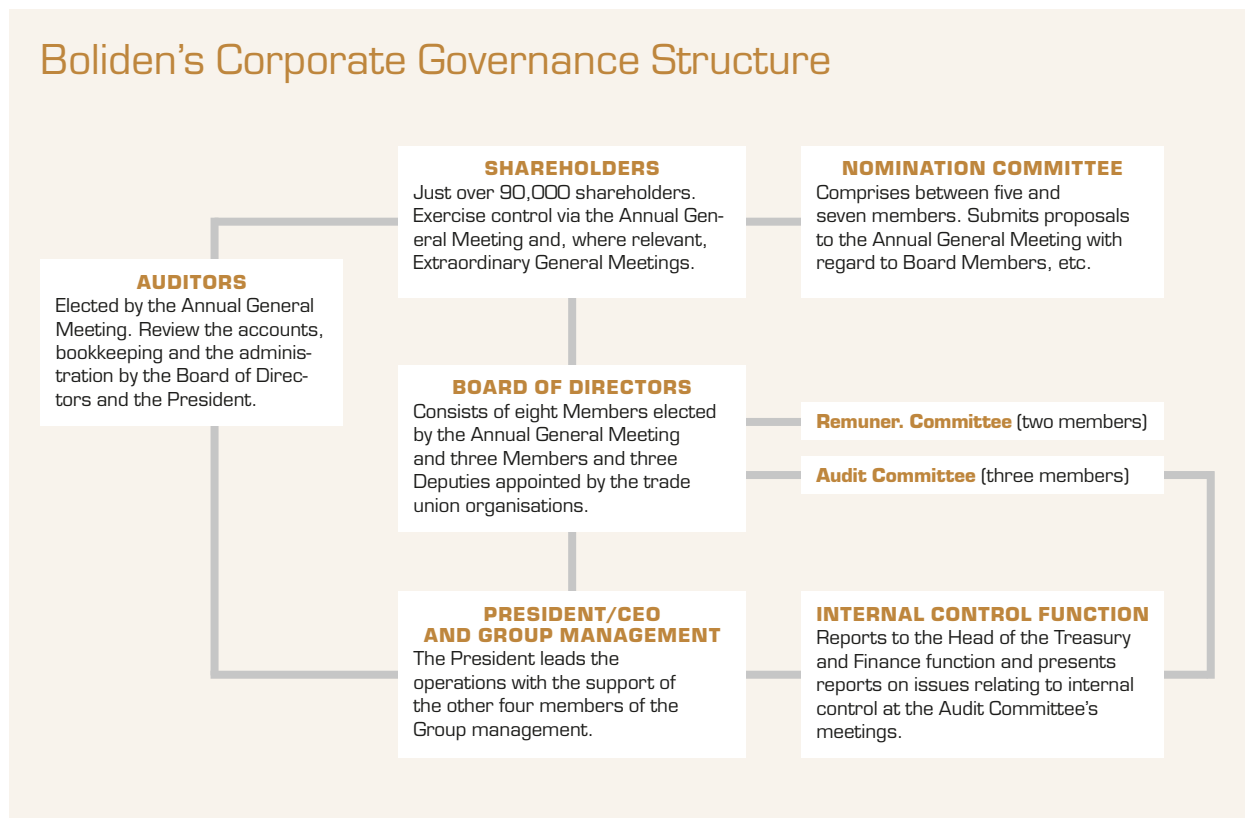 Boliden's Corporate Governance Structure
SHAREHOLDERS
Just over 90,000 shareholders.
Exercise control via the Annual Gen-
eral Meeting and, where relevant,
Extraordinary General Meetings.
NOMINATION COMMITTEE
Comprises between five and
seven members. Submits proposals
to the Annual General Meeting with
regard to Board Members, etc.
AUDITORS
Elected by the Annual General
Meeting. Review the accounts,
bookkeeping and the adminis-
tration by the Board of Direc-
tors and the President.
BOARD OF DIRECTORS
Consists of eight Members elected
by the Annual General Meeting
and three Members and three
Deputies appointed by the trade
union organisations.
Remuner. Committee (two members)
Audit Committee (three members)
PRESIDENT/CEO
AND GROUP MANAGEMENT
The President leads the
operations with the support of
the other four members of the
Group management.
INTERNAL CONTROL FUNCTION
Reports to the Head of the Treasury
and Finance function and presents
reports on issues relating to internal
control at the Audit Committee's
meetings.